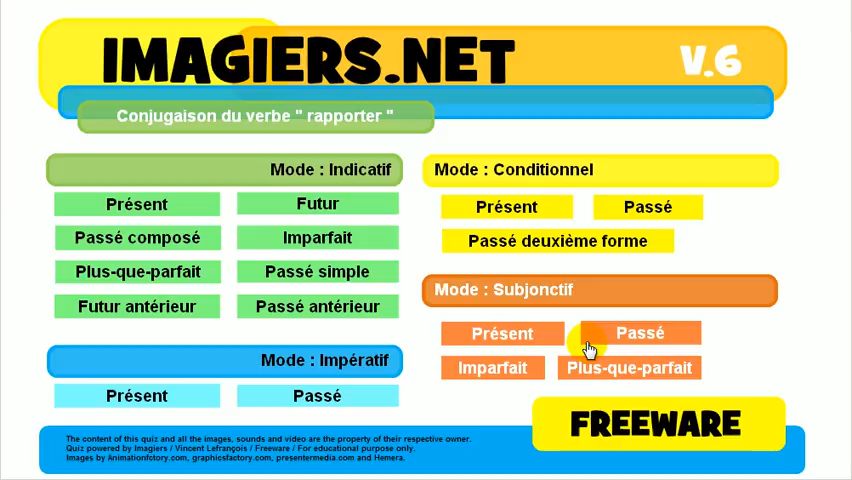 IMAGIERS.NET
V.6
Conjugaison du verbe " rapporter "
Mode : Indicatif
Présent
Futur
Passé composé
Imparfait
Plus-que-parfait
Passé simple
Futur antérieur
Passé antérieur
Mode : Impératif
Présent
Passé
Mode : Conditionnel
Présent
Passé
Passé deuxième forme
Mode : Subjonctif
Présent
Passé
Imparfait
Plus-que-parfait
FREEWARE
The content of this quiz and all the images, sounds and video are the property of their respective owner.
Quiz powered by Imagiers / Vincent Lefrançois / Freeware / For educational purpose only.
Images by Animationfctory.com, graphicsfactory.com, presentermedia.com and Hemera.